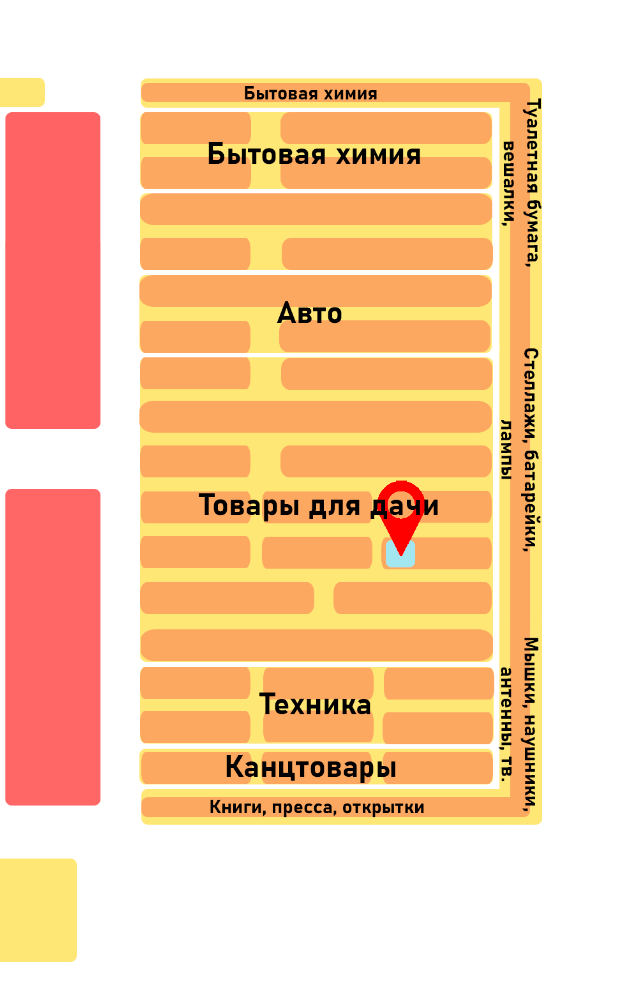 Бытовая химия
Бытовая химия
Туалетная бумага,
вешалки,
Авто
Стеллажи, батарейки,
лампы
Товары для дачи
Мышки, наушники,
антенны, тв.
Техника
Канцтовары
Книги, пресса, открытки